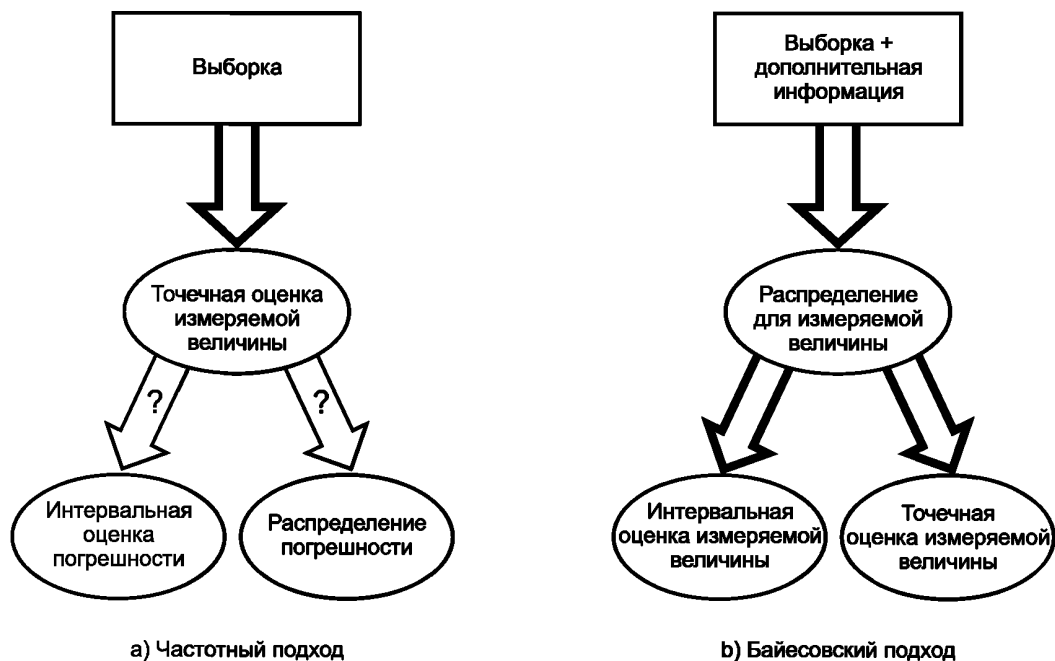 Выборка
Точечная оценка
измеряемой
величины
?
?
Интервальная
оценка
погрешности
Распределение
погрешности
а) Частотный подход
Выборка +
дополнительная
информация
Распределение
для измеряемой
величины
Интервальная
оценка измеряемой
величины
Точечная
оценка измеряемой
величины
b) Байесовский подход